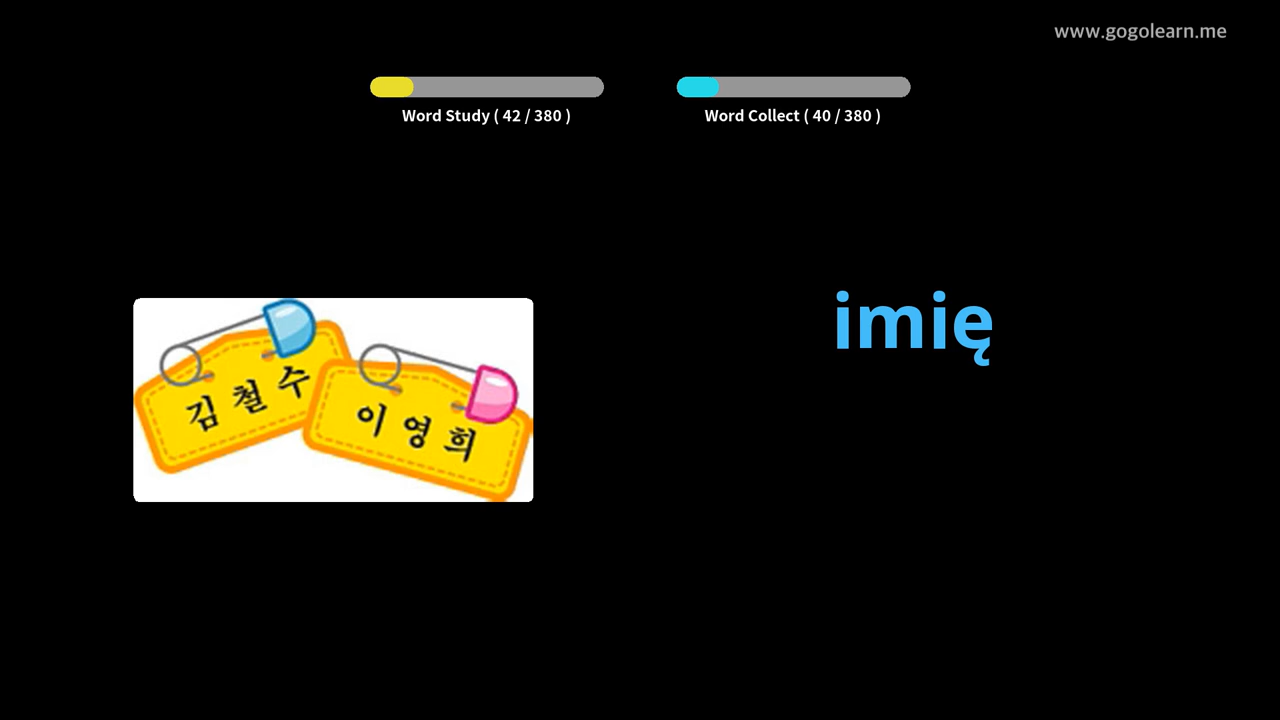 www.gogolearn.me
Word Study ( 42 / 380 )
Word Collect ( 40 / 380 )
김철수
이영희
imię